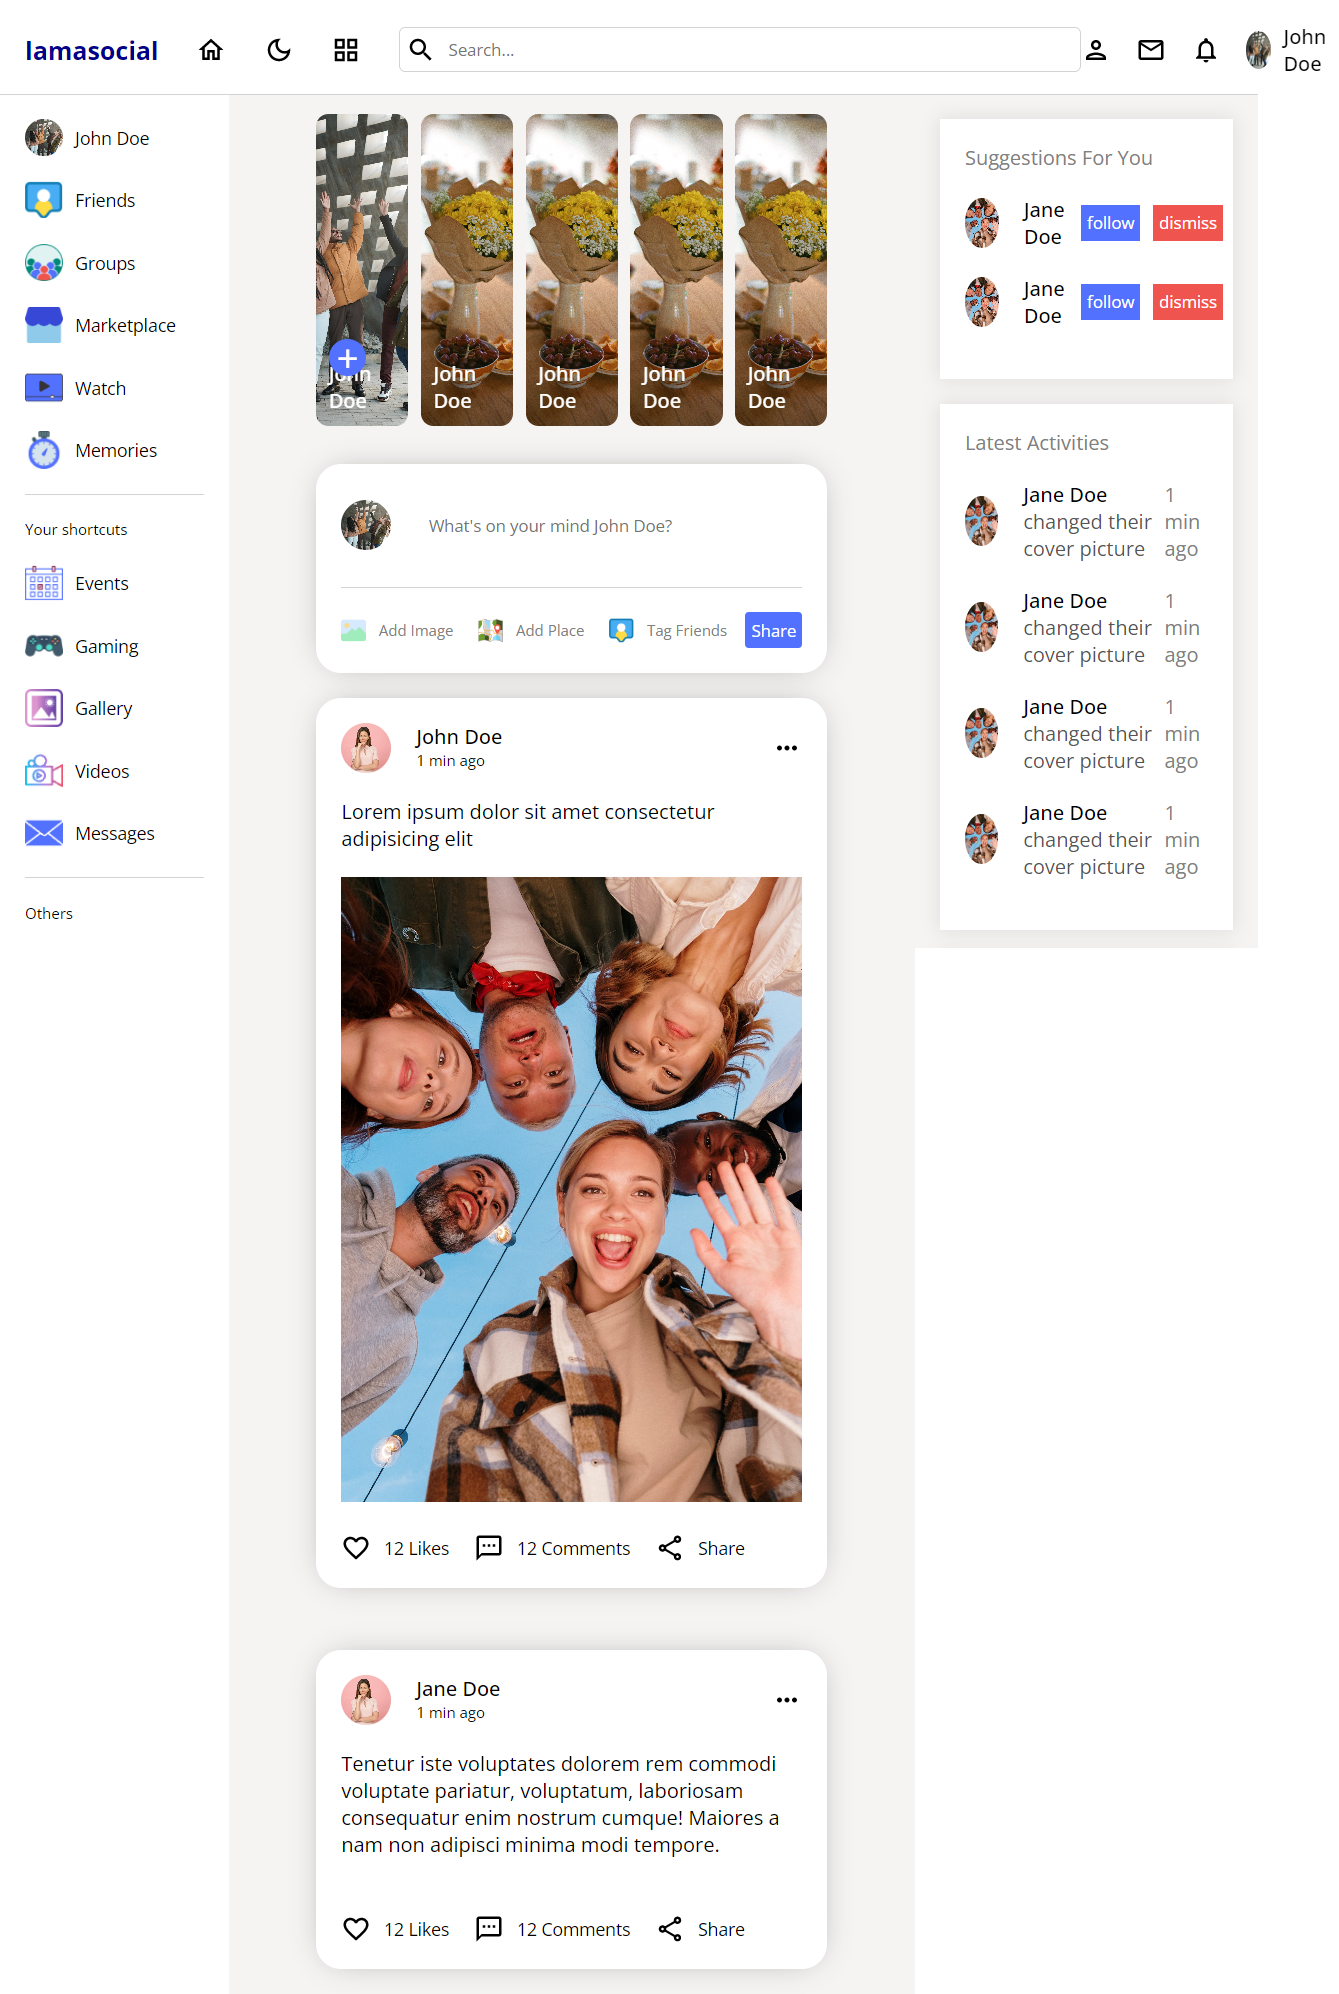 lamasocial
Search...
John
Doe
John Doe
Friends
Groups
Marketplace
Watch
Memories
Your shortcuts
Events
Gaming
Gallery
Videos
Messages
Others
John
Doe
John
Doe
John
Doe
John
Doe
John
Doe
What's on your mind John Doe?
Add Image
Add Place
Tag Friends
Share
John Doe
1 min ago
Lorem ipsum dolor sit amet consectetur
adipisicing elit
12 Likes
12 Comments
Share
Jane Doe
1 min ago
Tenetur iste voluptates dolorem rem commodi
voluptate pariatur, voluptatum, laboriosam
consequatur enim nostrum cumque! Maiores a
nam non adipisci minima modi tempore.
12 Likes
12 Comments
Share
Suggestions For You
Jane
Doe
follow
dismiss
Jane
Doe
follow
dismiss
Latest Activities
Jane Doe
changed their
cover picture
1
min
ago
Jane Doe
changed their
cover picture
1
min
ago
Jane Doe
changed their
cover picture
1
min
ago
Jane Doe
changed their
cover picture
1
min
ago